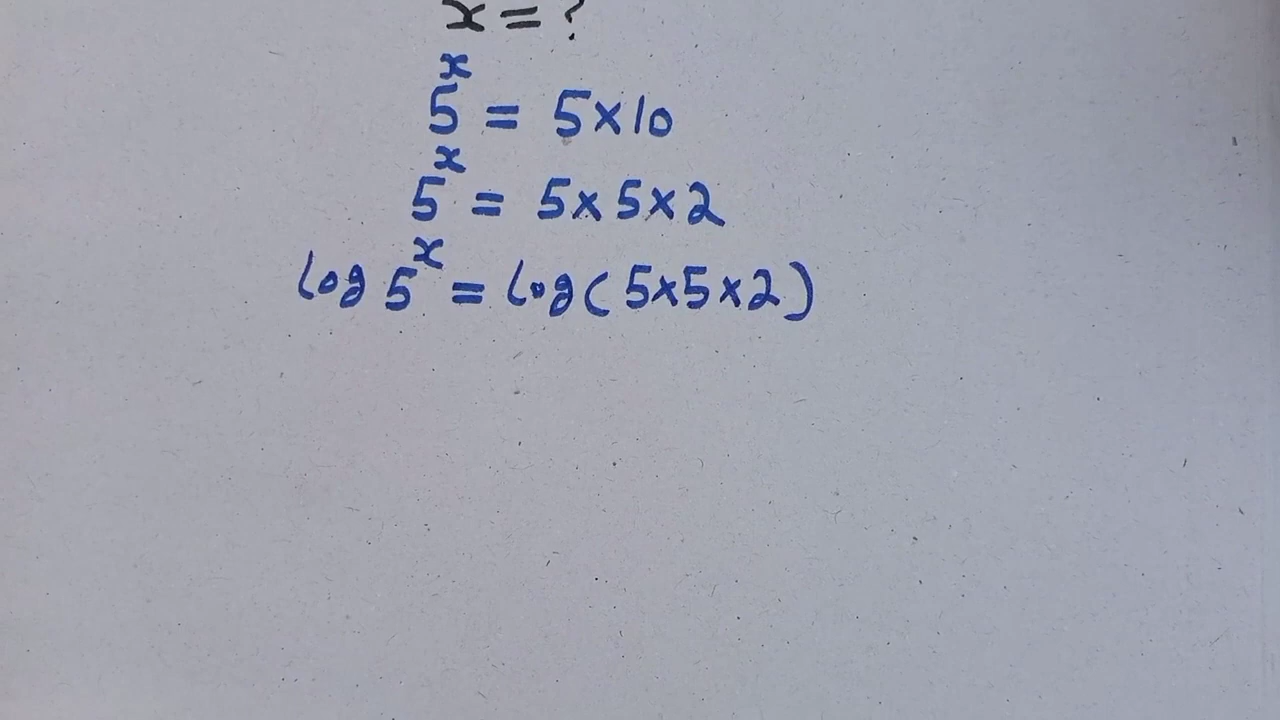 x = ?
5^x = 5×10
5^x = 5×5×2
log 5^x = log(5×5×2)